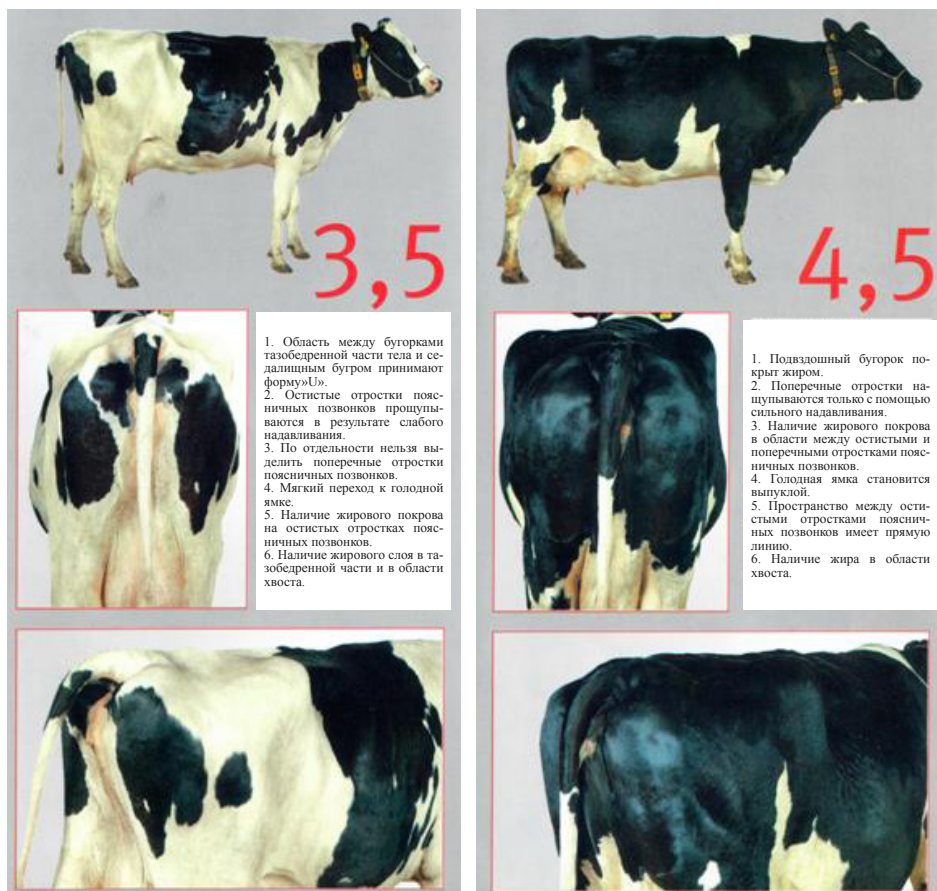 3,5
1. Область между бугорками
тазобедренной части тела и се-
далищным бугром принимают
форму»U».
2. Остистые отростки пояс-
ничных позвонков прощупы-
ваются в результате слабого
надавливания.
3. По отдельности нельзя вы-
делить поперечные отростки
поясничных позвонков.
4. Мягкий переход к голодной
ямке.
5. Наличие жирового покрова
на остистых отростках пояс-
ничных позвонков.
6. Наличие жирового слоя в та-
зобедренной части и в области
хвоста.
4,5
1. Подвздошный бугорок по-
крыт жиром.
2. Поперечные отростки на-
щупываются только с помощью
сильного надавливания.
3. Наличие жирового покрова
в области между остистыми и
поперечными отростками пояс-
ничных позвонков.
4. Голодная ямка становится
выпуклой.
5. Пространство между ости-
стыми отростками пояснич-
ных позвонков имеет прямую
линию.
6. Наличие жира в области
хвоста.